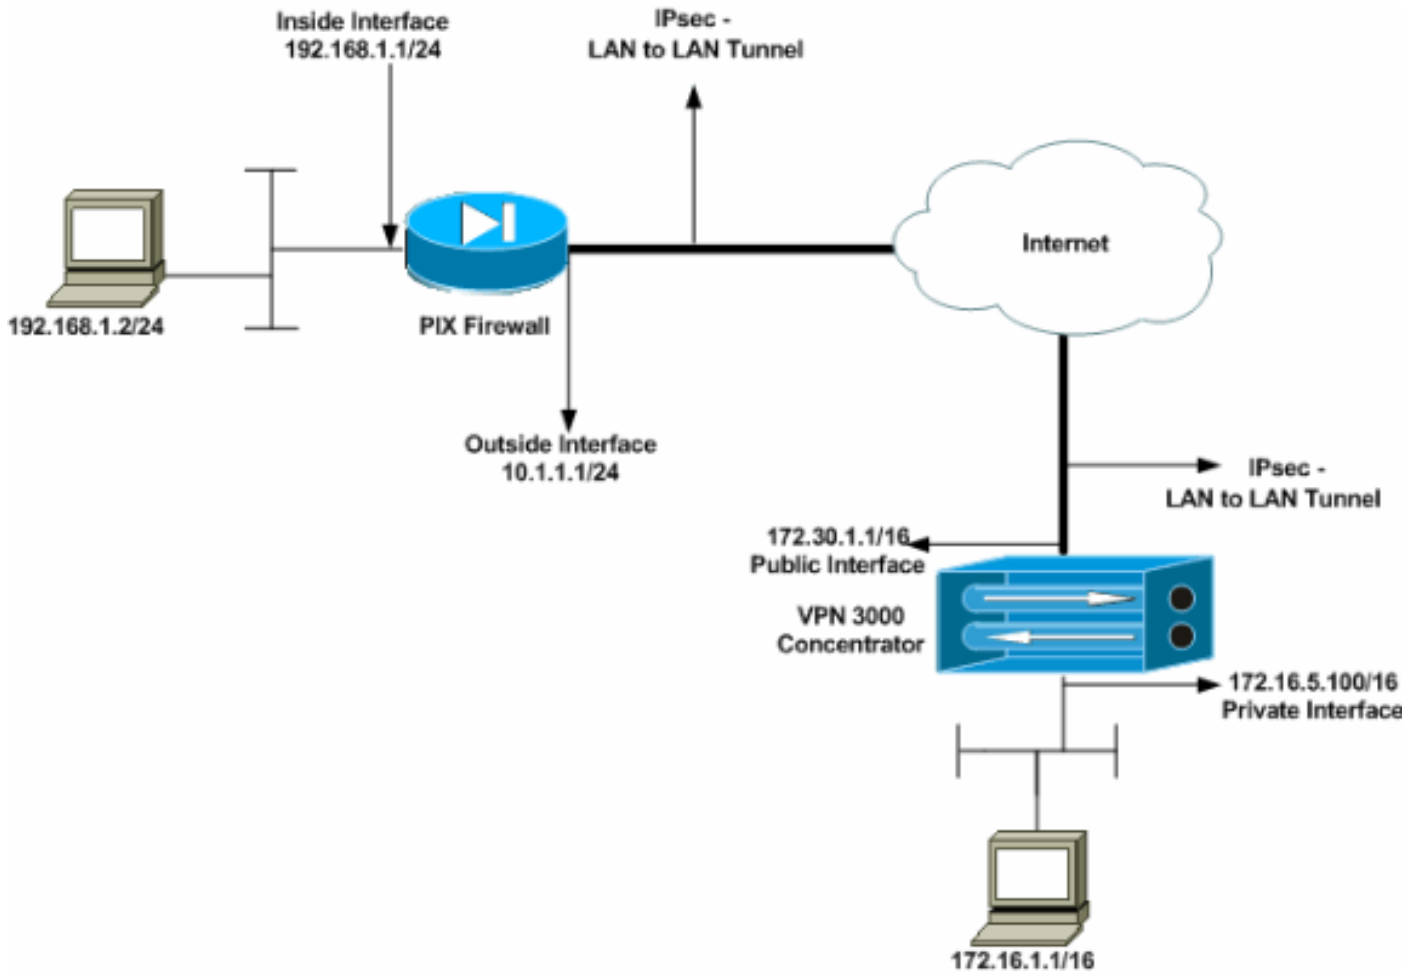 Inside Interface
192.168.1.1/24
IPsec -
LAN to LAN Tunnel
Internet
192.168.1.2/24
PIX Firewall
Outside Interface
10.1.1.1/24
IPsec -
LAN to LAN Tunnel
172.30.1.1/16
Public Interface
VPN 3000
Concentrator
172.16.5.100/16
Private Interface
172.16.1.1/16